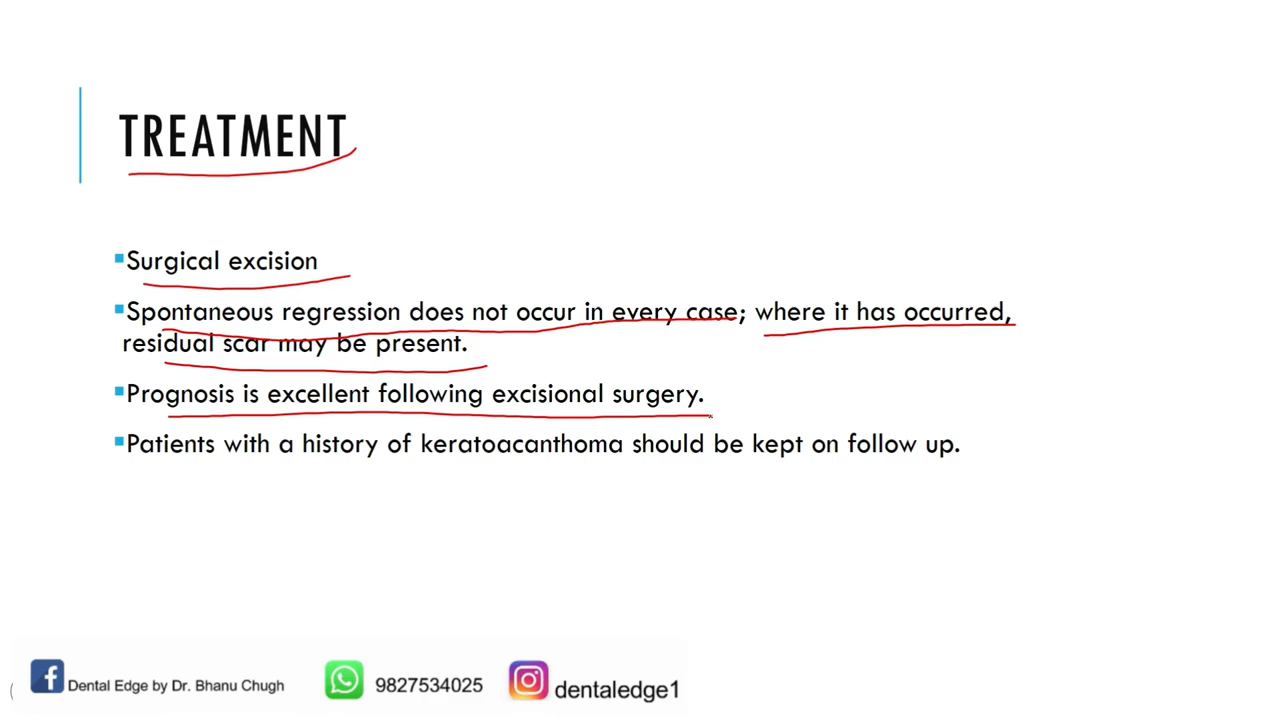 TREATMENT
▪Surgical excision
▪Spontaneous regression does not occur in every case; where it has occurred,
residual scar may be present.
▪Prognosis is excellent following excisional surgery.
▪Patients with a history of keratoacanthoma should be kept on follow up.
Dental Edge by Dr. Bhanu Chugh 9827534025 dentaledge1